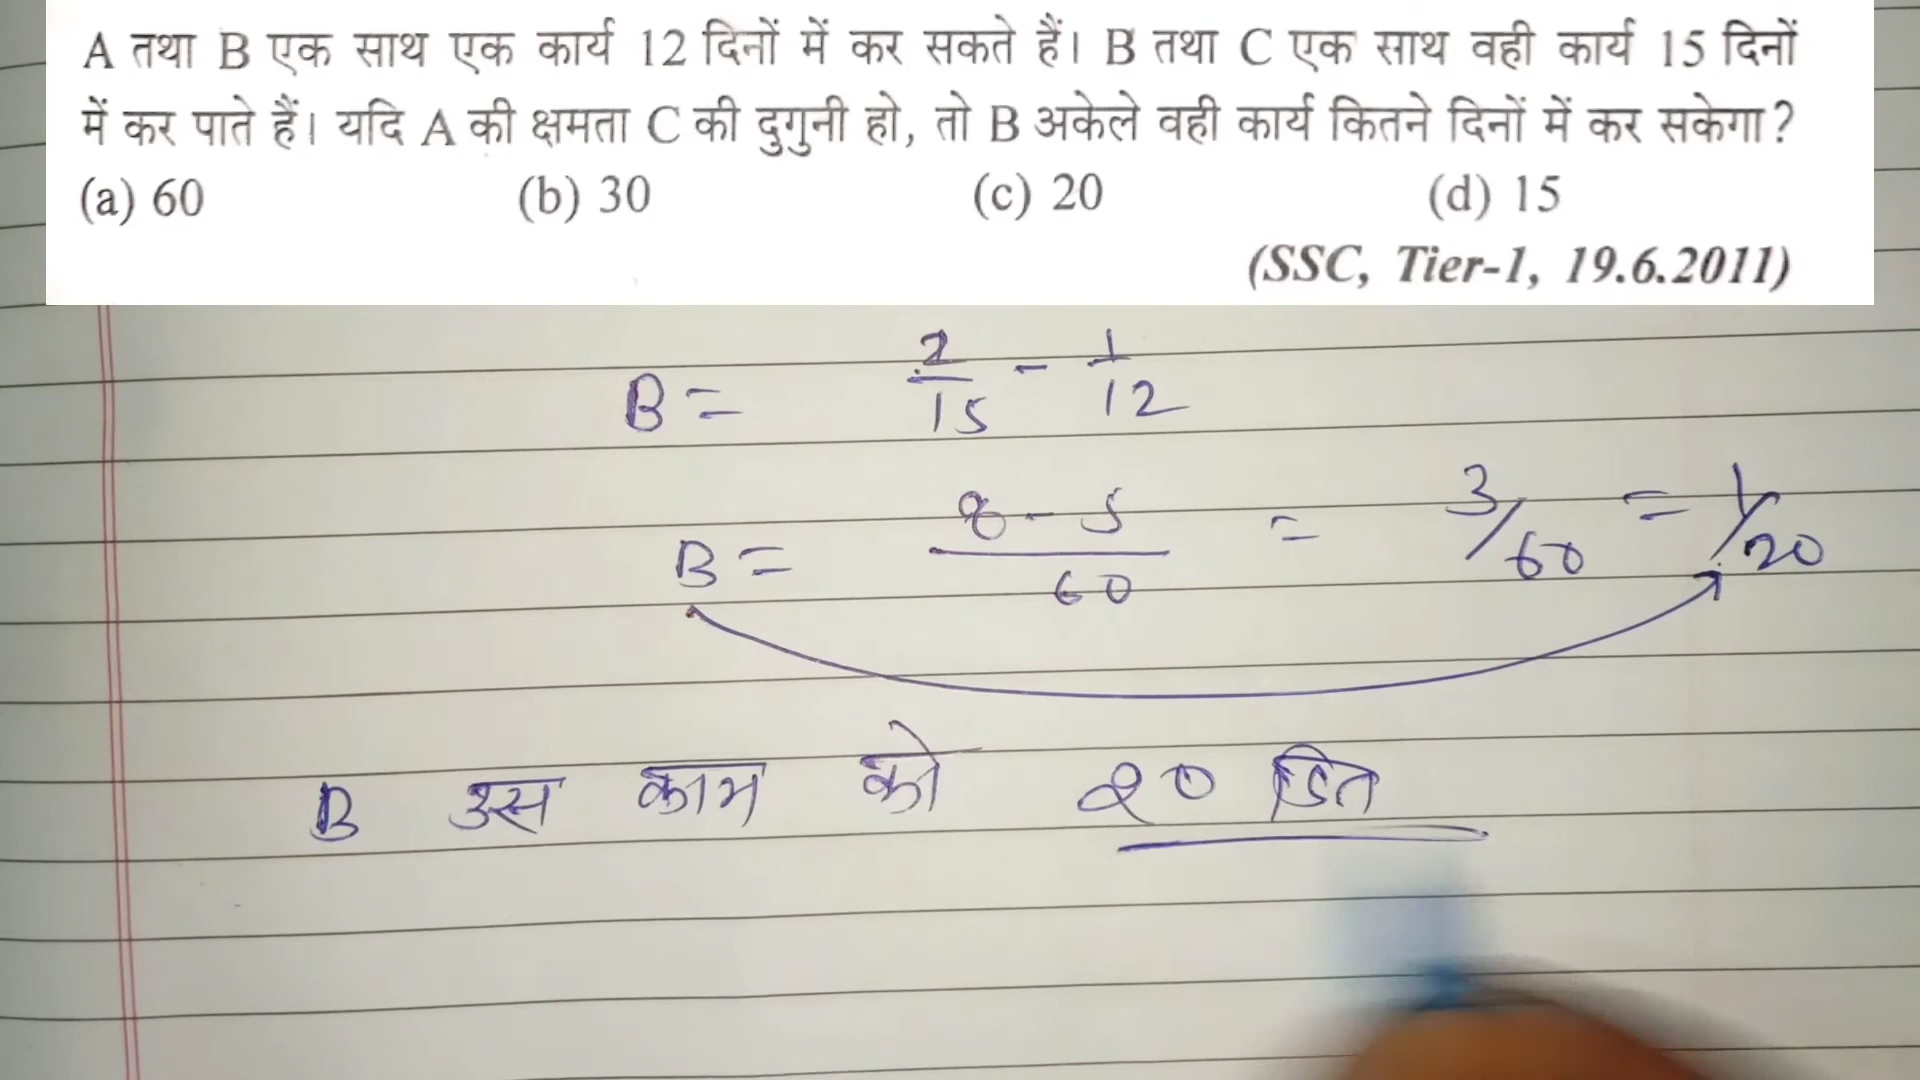 A तथा B एक साथ एक कार्य 12 दिनों में कर सकते हैं। B तथा C एक साथ वही कार्य 15 दिनों
में कर पाते हैं। यदि A की क्षमता C की दुगुनी हो, तो B अकेले वही कार्य कितने दिनों में कर सकेगा?
(a) 60 (b) 30 (c) 20 (d) 15
(SSC, Tier-1, 19.6.2011)
B = 2/15 - 1/12
B = 8-5/60 = 3/60 = 1/20
B उस काम को २० दिन